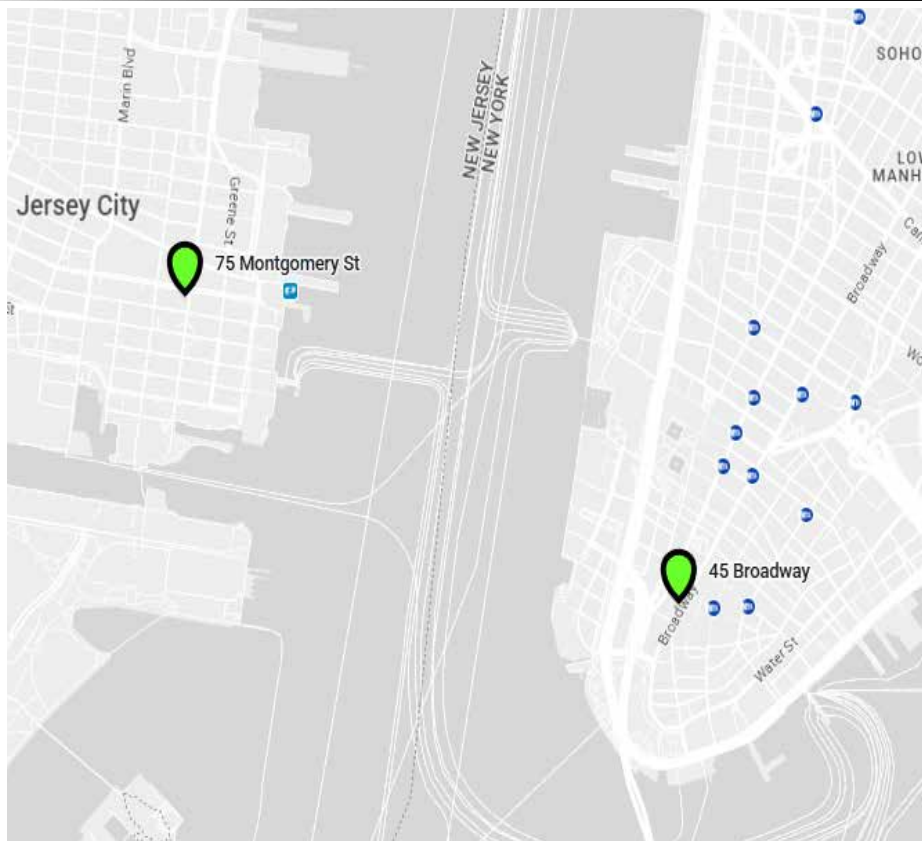 Marin Blvd
NEW JERSEY
NEW YORK
SOHO
LOW
MANH
Jersey City
Greene St
75 Montgomery St
Broadway
45 Broadway
Broadway
Water St